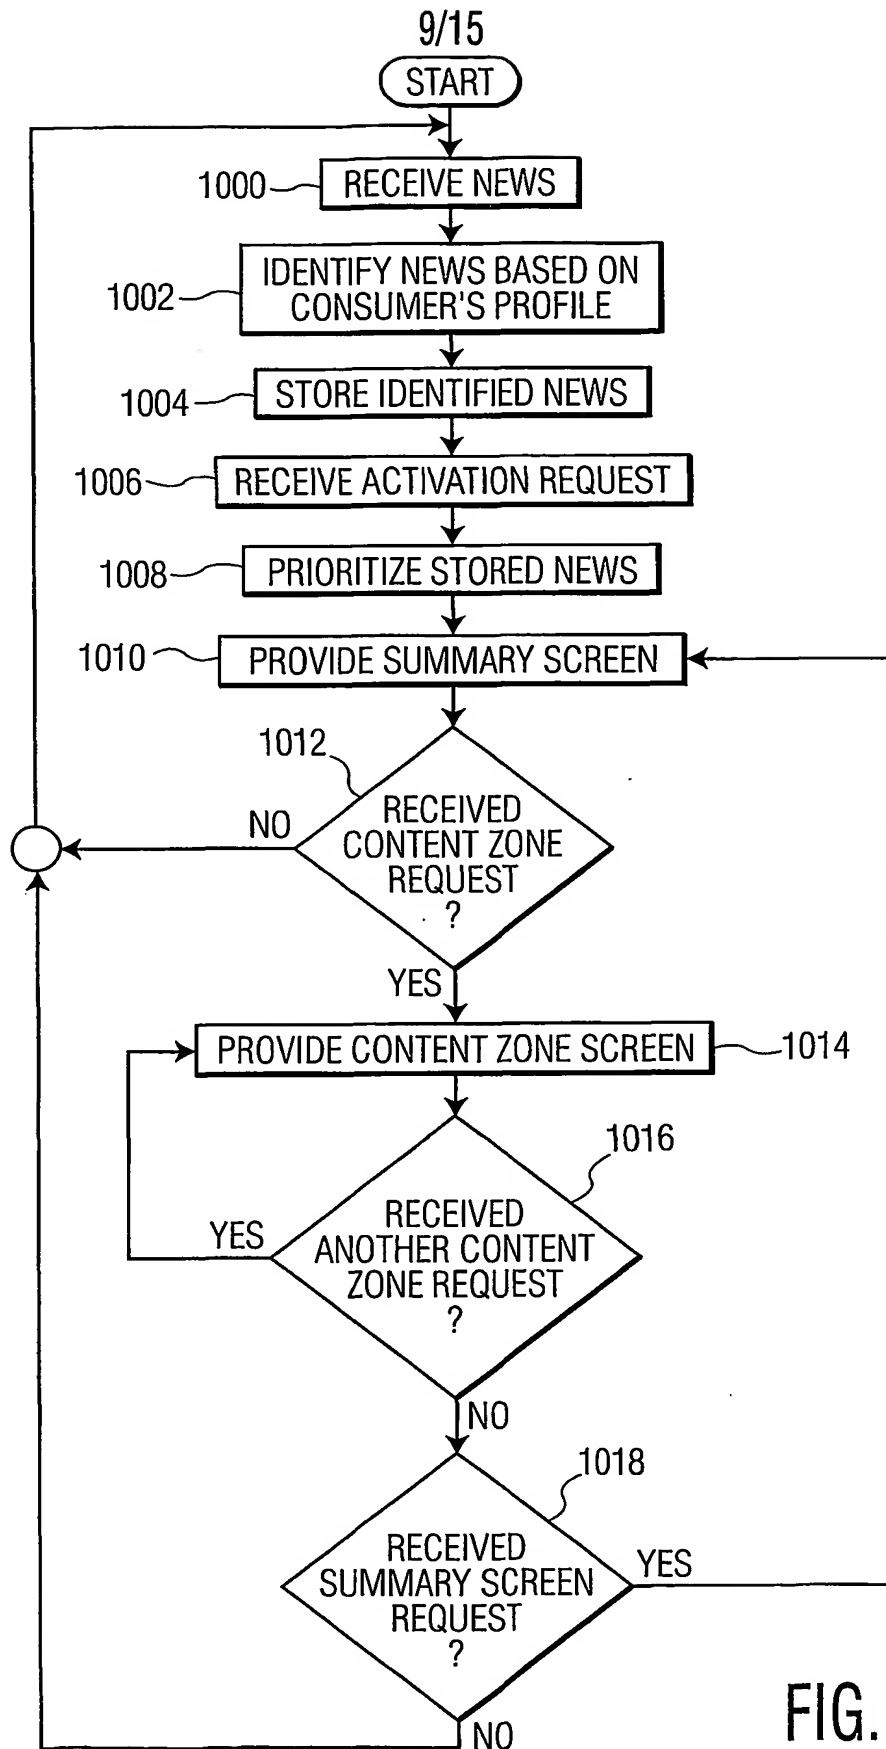 9/15
START
1000
RECEIVE NEWS
1002
IDENTIFY NEWS BASED ON
CONSUMER'S PROFILE
1004
STORE IDENTIFIED NEWS
1006
RECEIVE ACTIVATION REQUEST
1008
PRIORITIZE STORED NEWS
1010
PROVIDE SUMMARY SCREEN
1012
RECEIVED
CONTENT ZONE
REQUEST
?
NO
YES
PROVIDE CONTENT ZONE SCREEN
1014
1016
RECEIVED
ANOTHER CONTENT
ZONE REQUEST
?
YES
NO
1018
RECEIVED
SUMMARY SCREEN
REQUEST
?
YES
NO
FIG.